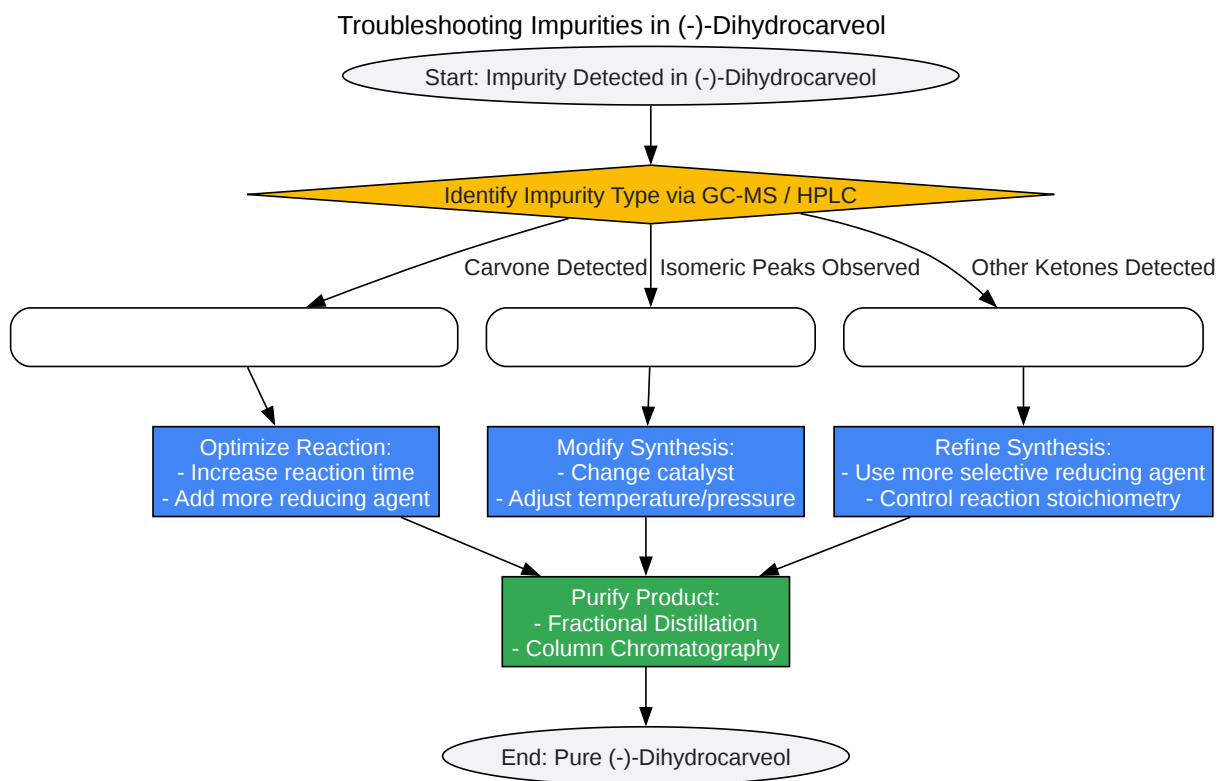 Troubleshooting Impurities in (-)-Dihydrocarveol
Start: Impurity Detected in (-)-Dihydrocarveol
Identify Impurity Type via GC-MS / HPLC
Carvone Detected
Isomeric Peaks Observed
Other Ketones Detected
Optimize Reaction:
- Increase reaction time
- Add more reducing agent
Modify Synthesis:
- Change catalyst
- Adjust temperature/pressure
Refine Synthesis:
- Use more selective reducing agent
- Control reaction stoichiometry
Purify Product:
- Fractional Distillation
- Column Chromatography
End: Pure (-)-Dihydrocarveol